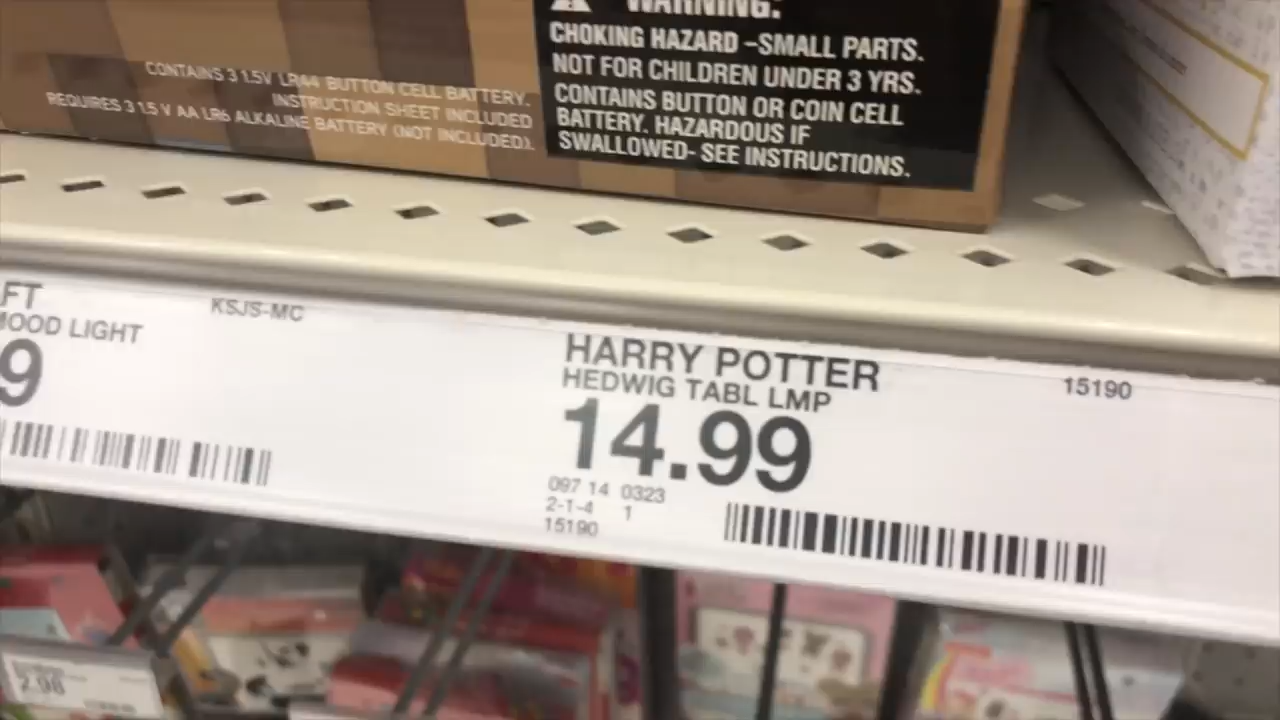 WARNING:
CHOKING HAZARD –SMALL PARTS.
NOT FOR CHILDREN UNDER 3 YRS.
CONTAINS BUTTON OR COIN CELL
BATTERY. HAZARDOUS IF
SWALLOWED- SEE INSTRUCTIONS.
CONTAINS 3 1.5V LR44 BUTTON CELL BATTERY.
INSTRUCTION SHEET INCLUDED
REQUIRES 3 1.5 V AA LR6 ALKALINE BATTERY (NOT INCLUDED).
FT
MOOD LIGHT
9
KSJS-MC
HARRY POTTER
HEDWIG TABL LMP
14.99
15190
097 14 0323
2-1-4 1
15190
2.98